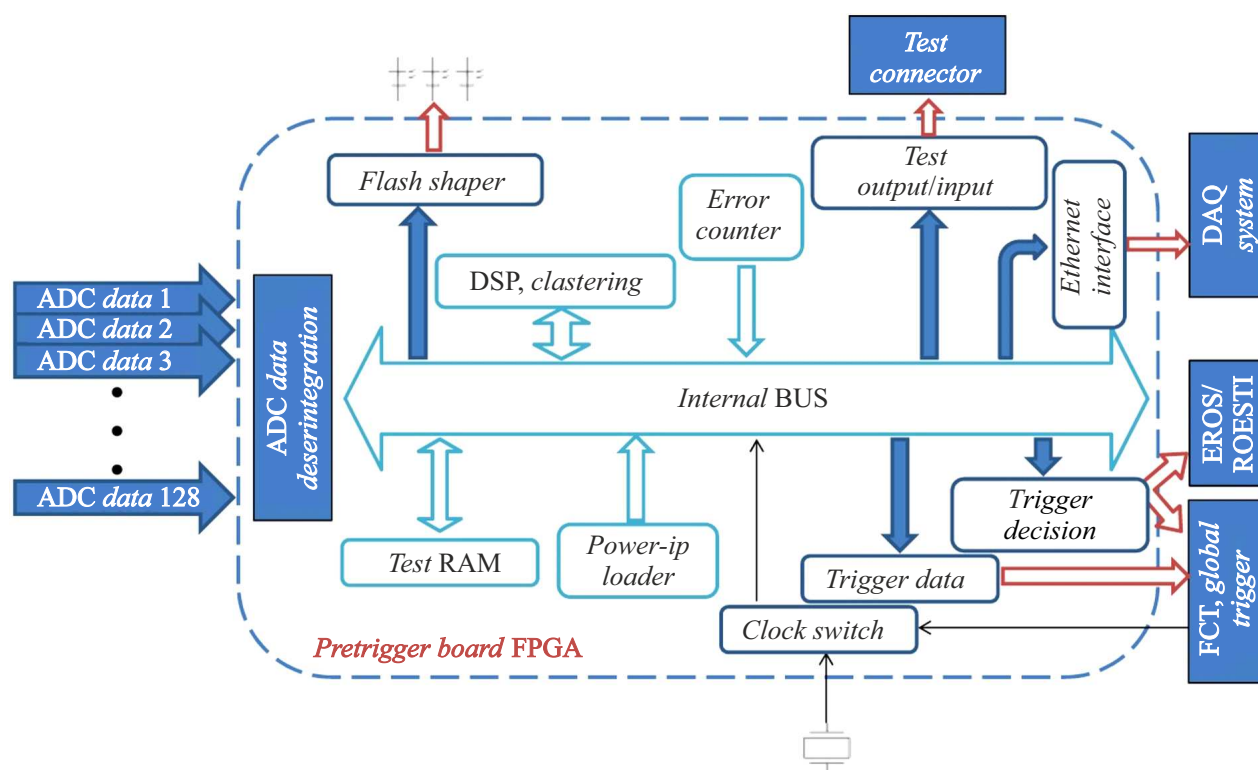 Test
connector
Flash shaper
Test
output/input
Error
counter
Ethernet
interface
DAQ
system
DSP, clastering
ADC data 1
ADC data 2
ADC data 3
ADC data 128
ADC data
deserintegration
Internal BUS
EROS/
ROESTI
Trigger
decision
Test RAM
Power-ip
loader
Trigger data
FCT, global
trigger
Clock switch
Pretrigger board FPGA